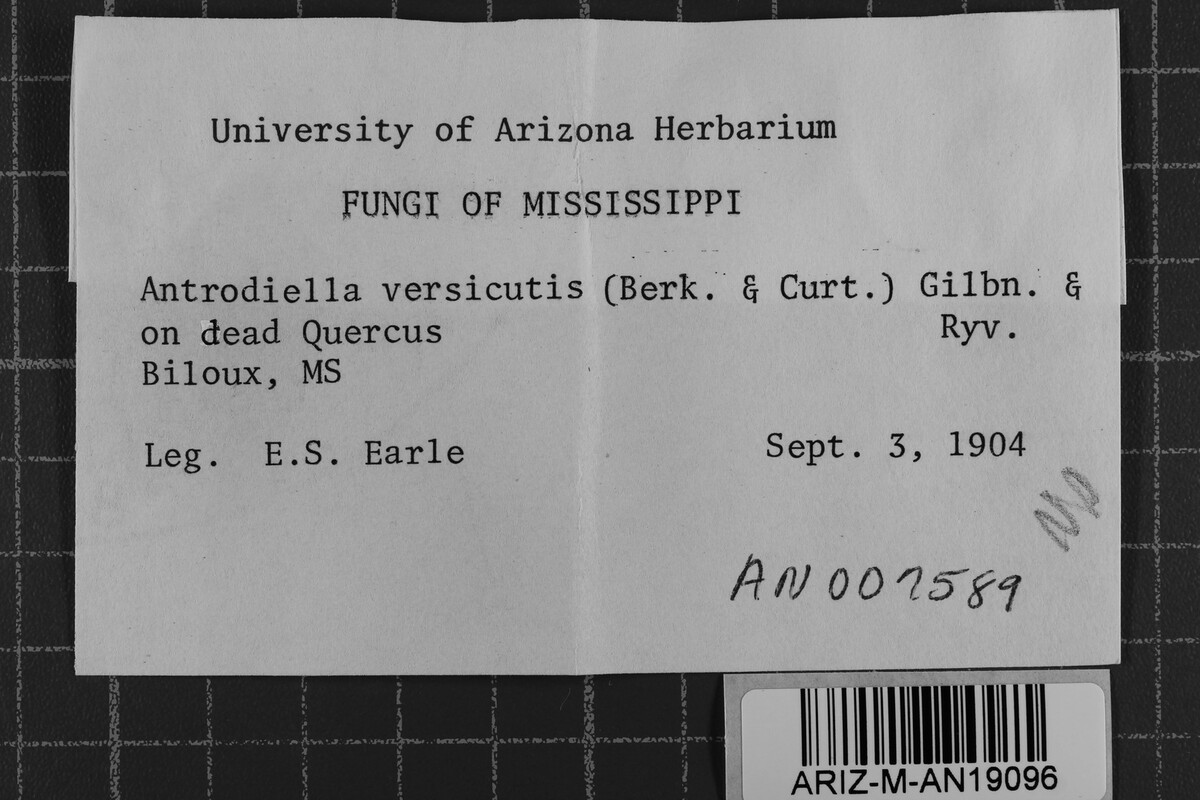 University of Arizona Herbarium
FUNGI OF MISSISSIPPI
Antrodiella versicutis (Berk. & Curt.) Gilbn. &
Ryv.
on dead Quercus
Biloux, MS
Leg. E.S. Earle
Sept. 3, 1904
AN007589
ARIZ-M-AN19096